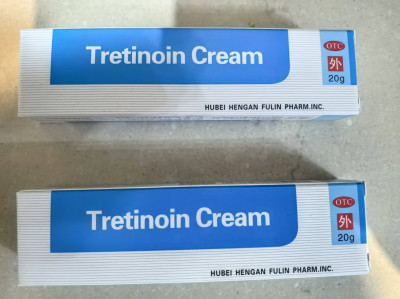 Tretinoin Cream
OTC
外
20g
HUBEI HENGAN FULIN PHARM.INC.
Tretinoin Cream
OTC
外
20g
HUBEI HENGAN FULIN PHARM.INC.